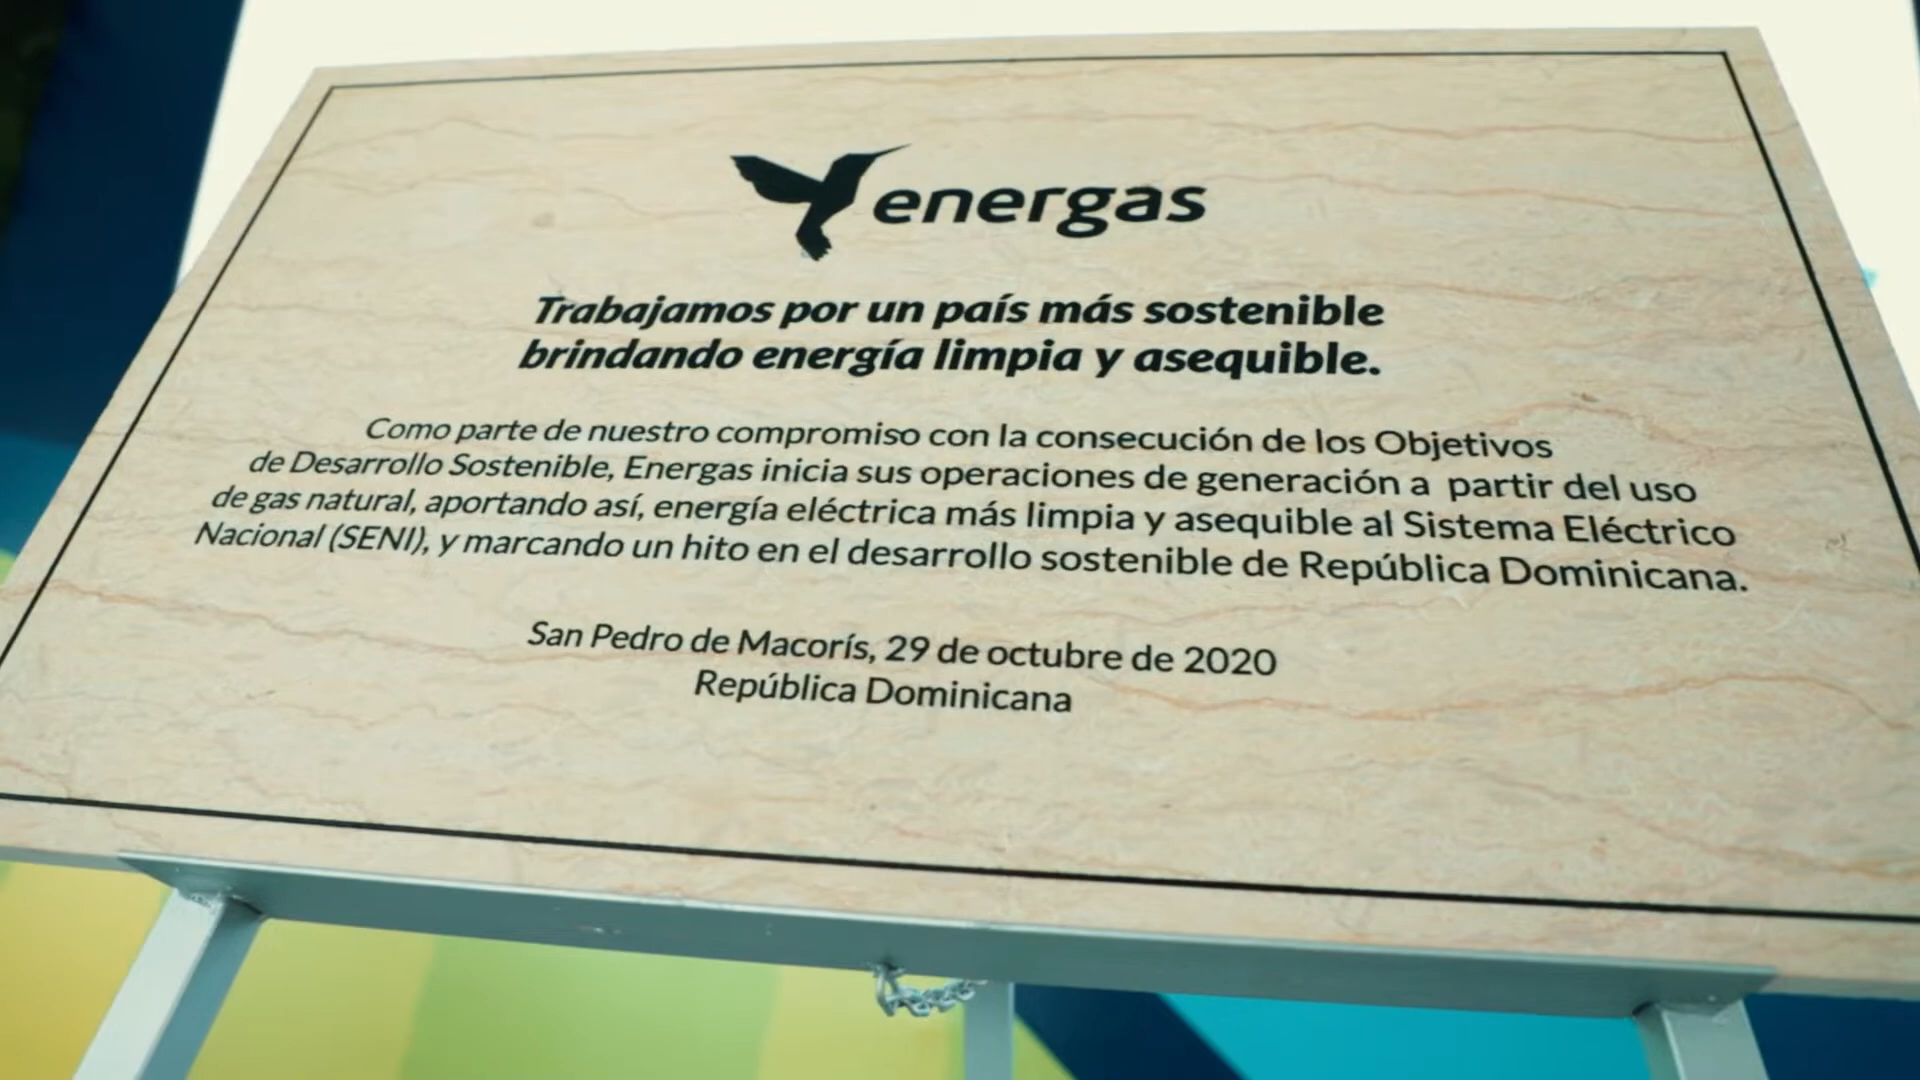 energas
Trabajamos por un país más sostenible
brindando energía limpia y asequible.
Como parte de nuestro compromiso con la consecución de los Objetivos
de Desarrollo Sostenible, Energas inicia sus operaciones de generación a partir del uso
de gas natural, aportando así, energía eléctrica más limpia y asequible al Sistema Eléctrico
Nacional (SENI), y marcando un hito en el desarrollo sostenible de República Dominicana.
San Pedro de Macorís, 29 de octubre de 2020
República Dominicana